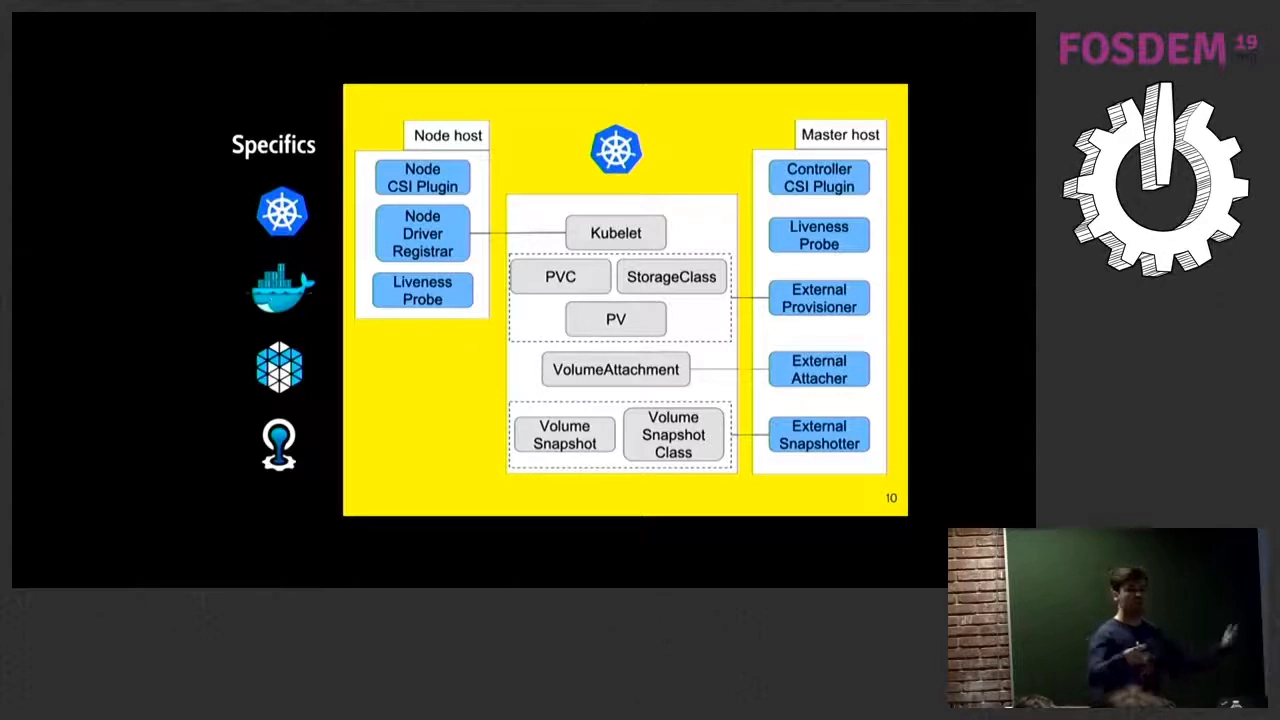 FOSDEM 19
Specifics
Node host
Node
CSI Plugin
Node
Driver
Registrar
Liveness
Probe
Kubelet
PVC
StorageClass
PV
VolumeAttachment
Volume
Snapshot
Volume
Snapshot
Class
Master host
Controller
CSI Plugin
Liveness
Probe
External
Provisioner
External
Attacher
External
Snapshotter
10